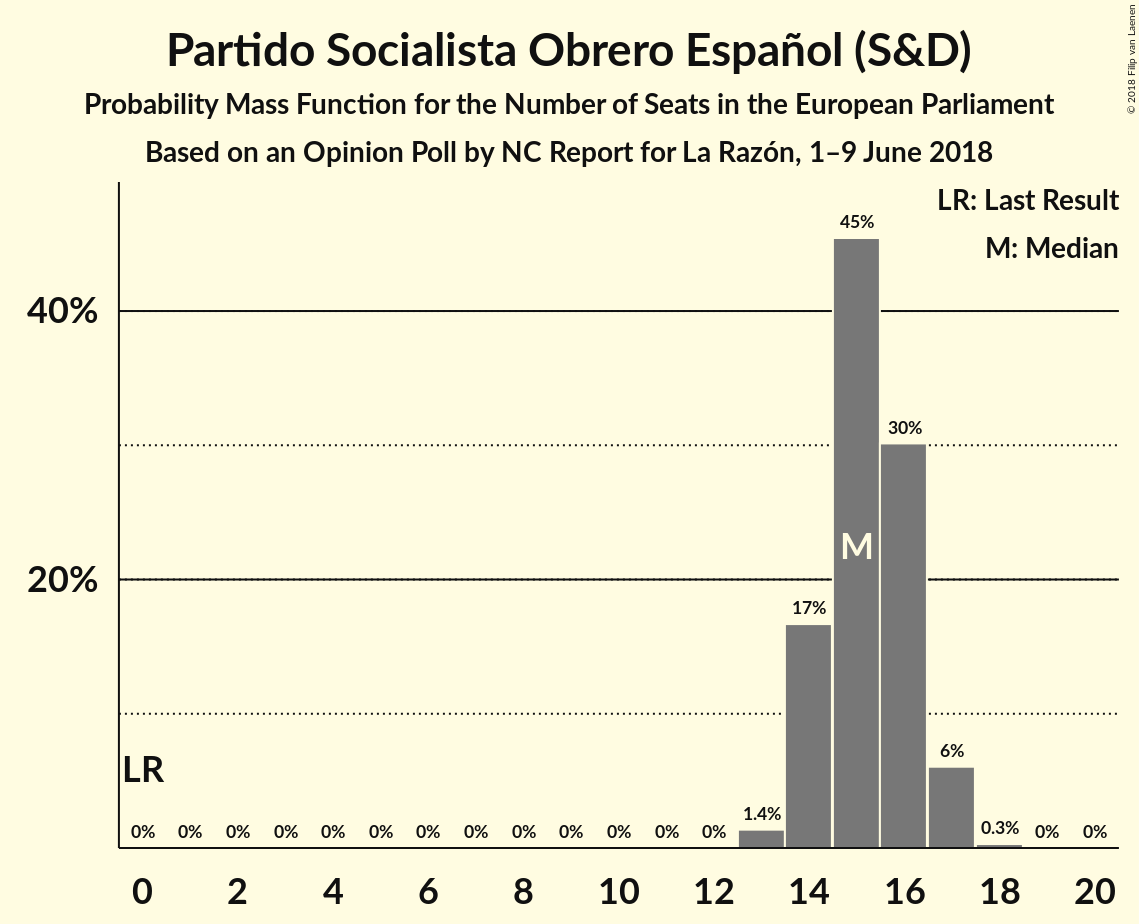 Partido Socialista Obrero Español (S&D)
Probability Mass Function for the Number of Seats in the European Parliament
Based on an Opinion Poll by NC Report for La Razón, 1–9 June 2018
© 2018 Filip van Laenen
LR: Last Result
M: Median
45%
40%
30%
M
20%
17%
6%
LR
1.4%
0% 0% 0% 0% 0% 0% 0% 0% 0% 0% 0% 0% 0% 0.3% 0% 0%
0 2 4 6 8 10 12 14 16 18 20